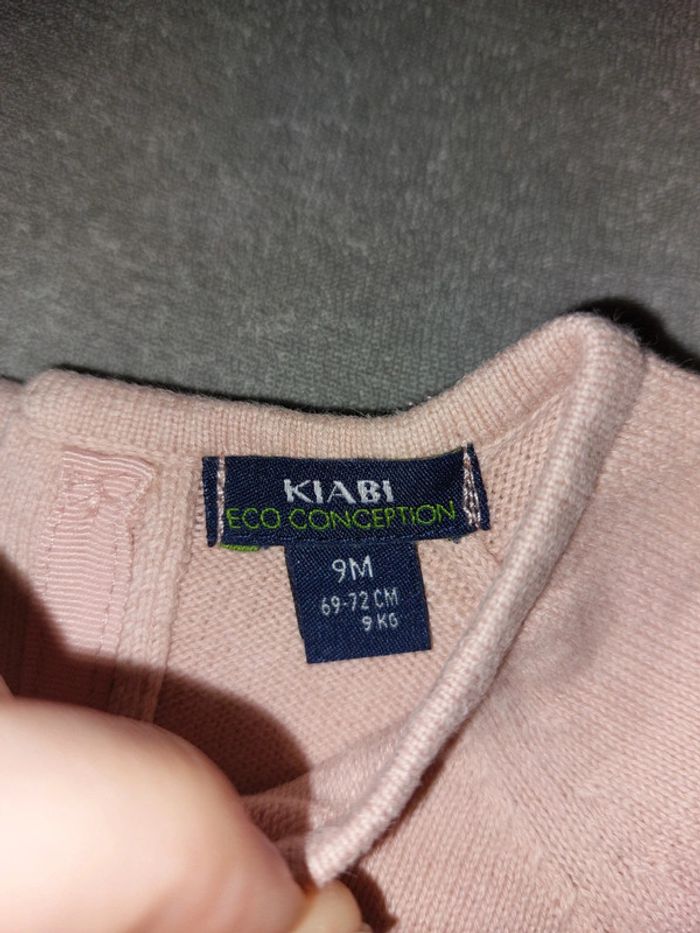 KIABI
ECO CONCEPTION
9M
69-72 CM
9 KG